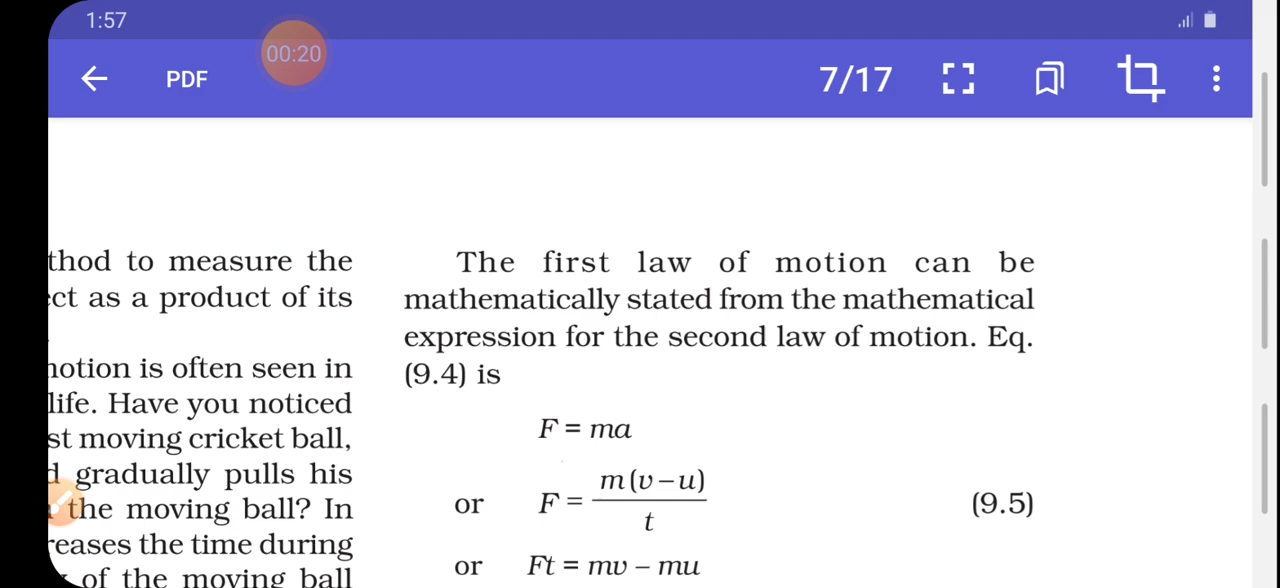 1:57
00:20
PDF
7/17
thod to measure the
ct as a product of its
otion is often seen in
life. Have you noticed
st moving cricket ball,
gradually pulls his
the moving ball? In
reases the time during
of the moving ball
The first law of motion can be
mathematically stated from the mathematical
expression for the second law of motion. Eq.
(9.4) is
F = ma
or F = m(v – u) / t (9.5)
or Ft = mv – mu